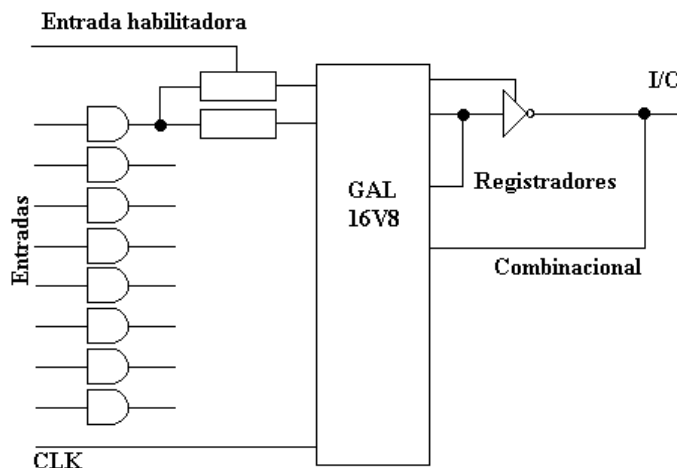 Entrada habilitadora
I/O
GAL
16V8
Registradores
Entradas
Combinacional
CLK